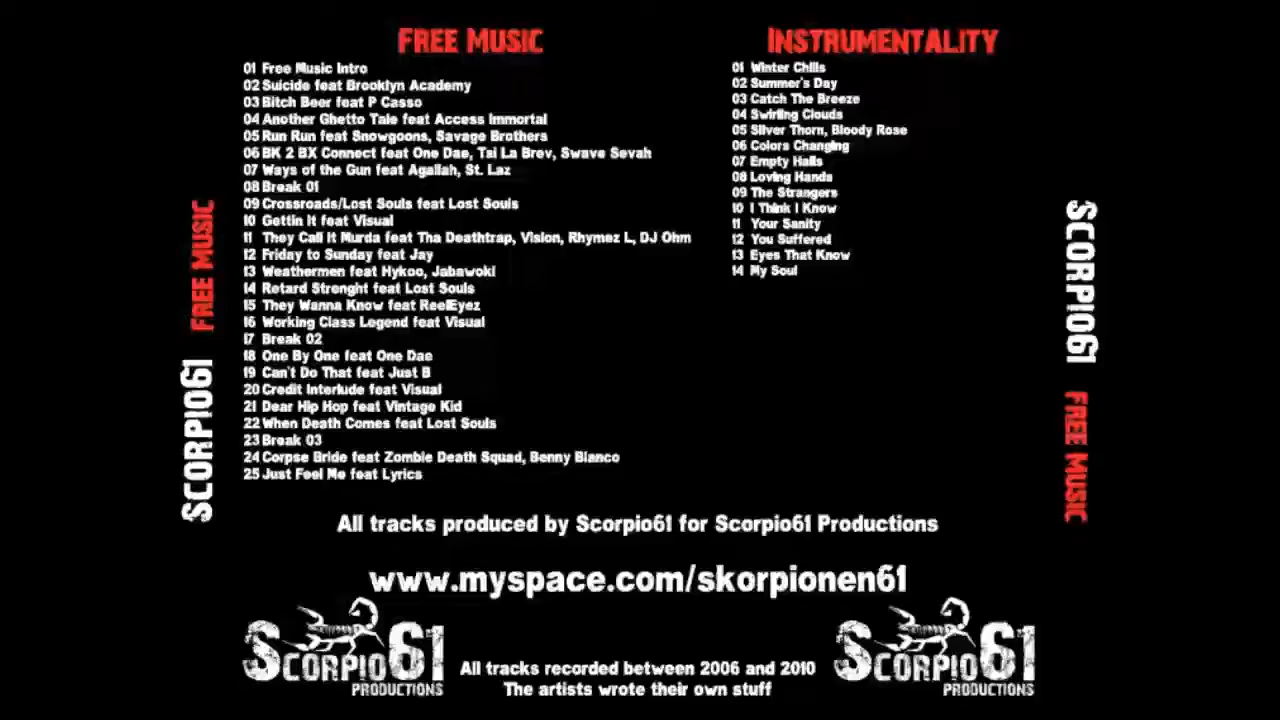 FREE MUSIC
01 Free Music Intro
02 Suicide feat Brooklyn Academy
03 Bitch Beer feat P Casso
04 Another Ghetto Tale feat Access Immortal
05 Run Run feat Snowgoons, Savage Brothers
06 BK 2 BX Connect feat One Dae, Tai La Brev, Swave Sevah
07 Ways of the Gun feat Agallah, St. Laz
08 Break 01
09 Crossroads/Lost Souls feat Lost Souls
10 Gettin It feat Visual
11 They Call It Murda feat Tha Deathtrap, Vision, Rhymez L, DJ Ohm
12 Friday to Sunday feat Jay
13 Weathermen feat Hykoo, Jabawoki
14 Retard Strenght feat Lost Souls
15 They Wanna Know feat ReelEyez
16 Working Class Legend feat Visual
17 Break 02
18 One By One feat One Dae
19 Can't Do That feat Just B
20 Credit Interlude feat Visual
21 Dear Hip Hop feat Vintage Kid
22 When Death Comes feat Lost Souls
23 Break 03
24 Corpse Bride feat Zombie Death Squad, Benny Blanco
25 Just Feel Me feat Lyrics
INSTRUMENTALITY
01 Winter Chills
02 Summer's Day
03 Catch The Breeze
04 Swirling Clouds
05 Silver Thorn, Bloody Rose
06 Colors Changing
07 Empty Halls
08 Loving Hands
09 The Strangers
10 I Think I Know
11 Your Sanity
12 You Suffered
13 Eyes That Know
14 My Soul
SCORPIO61 FREE MUSIC
SCORPIO61 FREE MUSIC
All tracks produced by Scorpio61 for Scorpio61 Productions
www.myspace.com/skorpionen61
SCORPIO61
PRODUCTIONS
All tracks recorded between 2006 and 2010
The artists wrote their own stuff
SCORPIO61
PRODUCTIONS